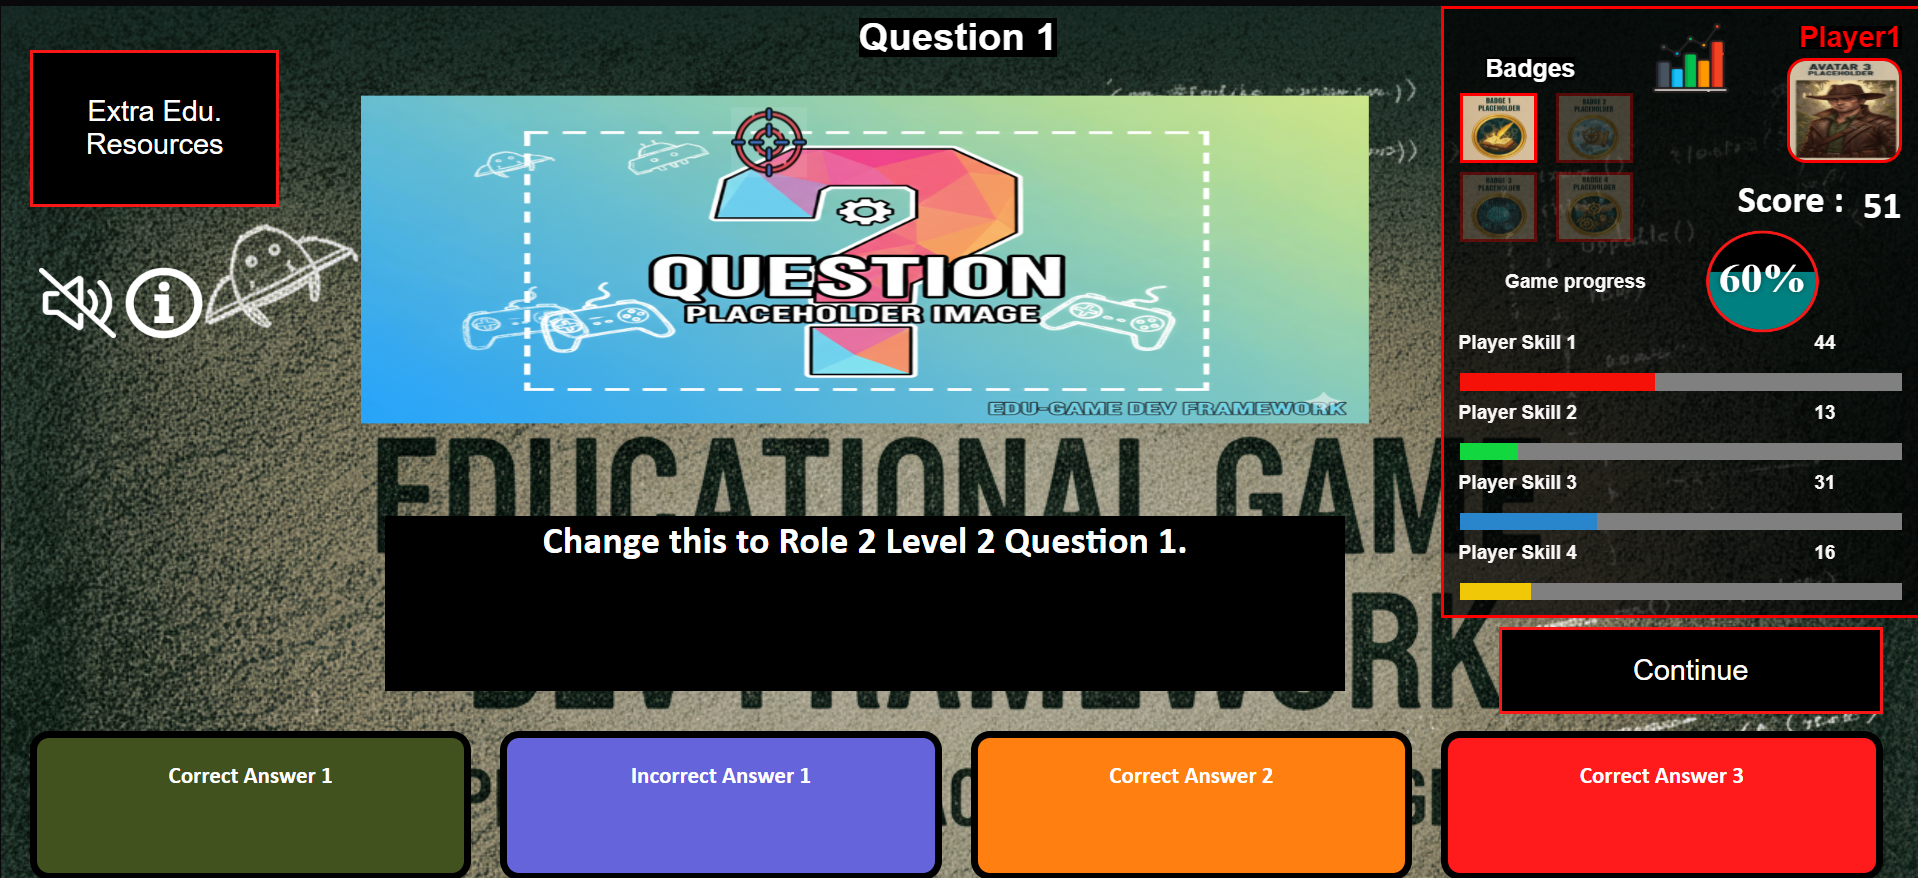 Question 1
Extra Edu.
Resources
QUESTION
PLACEHOLDER IMAGE
EDU-GAME DEV FRAMEWORK
EDUCATIONAL GAME
DEV FRAMEWORK
Change this to Role 2 Level 2 Question 1.
Correct Answer 1
Incorrect Answer 1
Correct Answer 2
Correct Answer 3
Badges
BADGE 1
PLACEHOLDER
BADGE 2
PLACEHOLDER
BADGE 3
PLACEHOLDER
BADGE 4
PLACEHOLDER
Player1
AVATAR 3
PLACEHOLDER
Score : 51
Game progress
60%
Player Skill 1 44
Player Skill 2 13
Player Skill 3 31
Player Skill 4 16
Continue